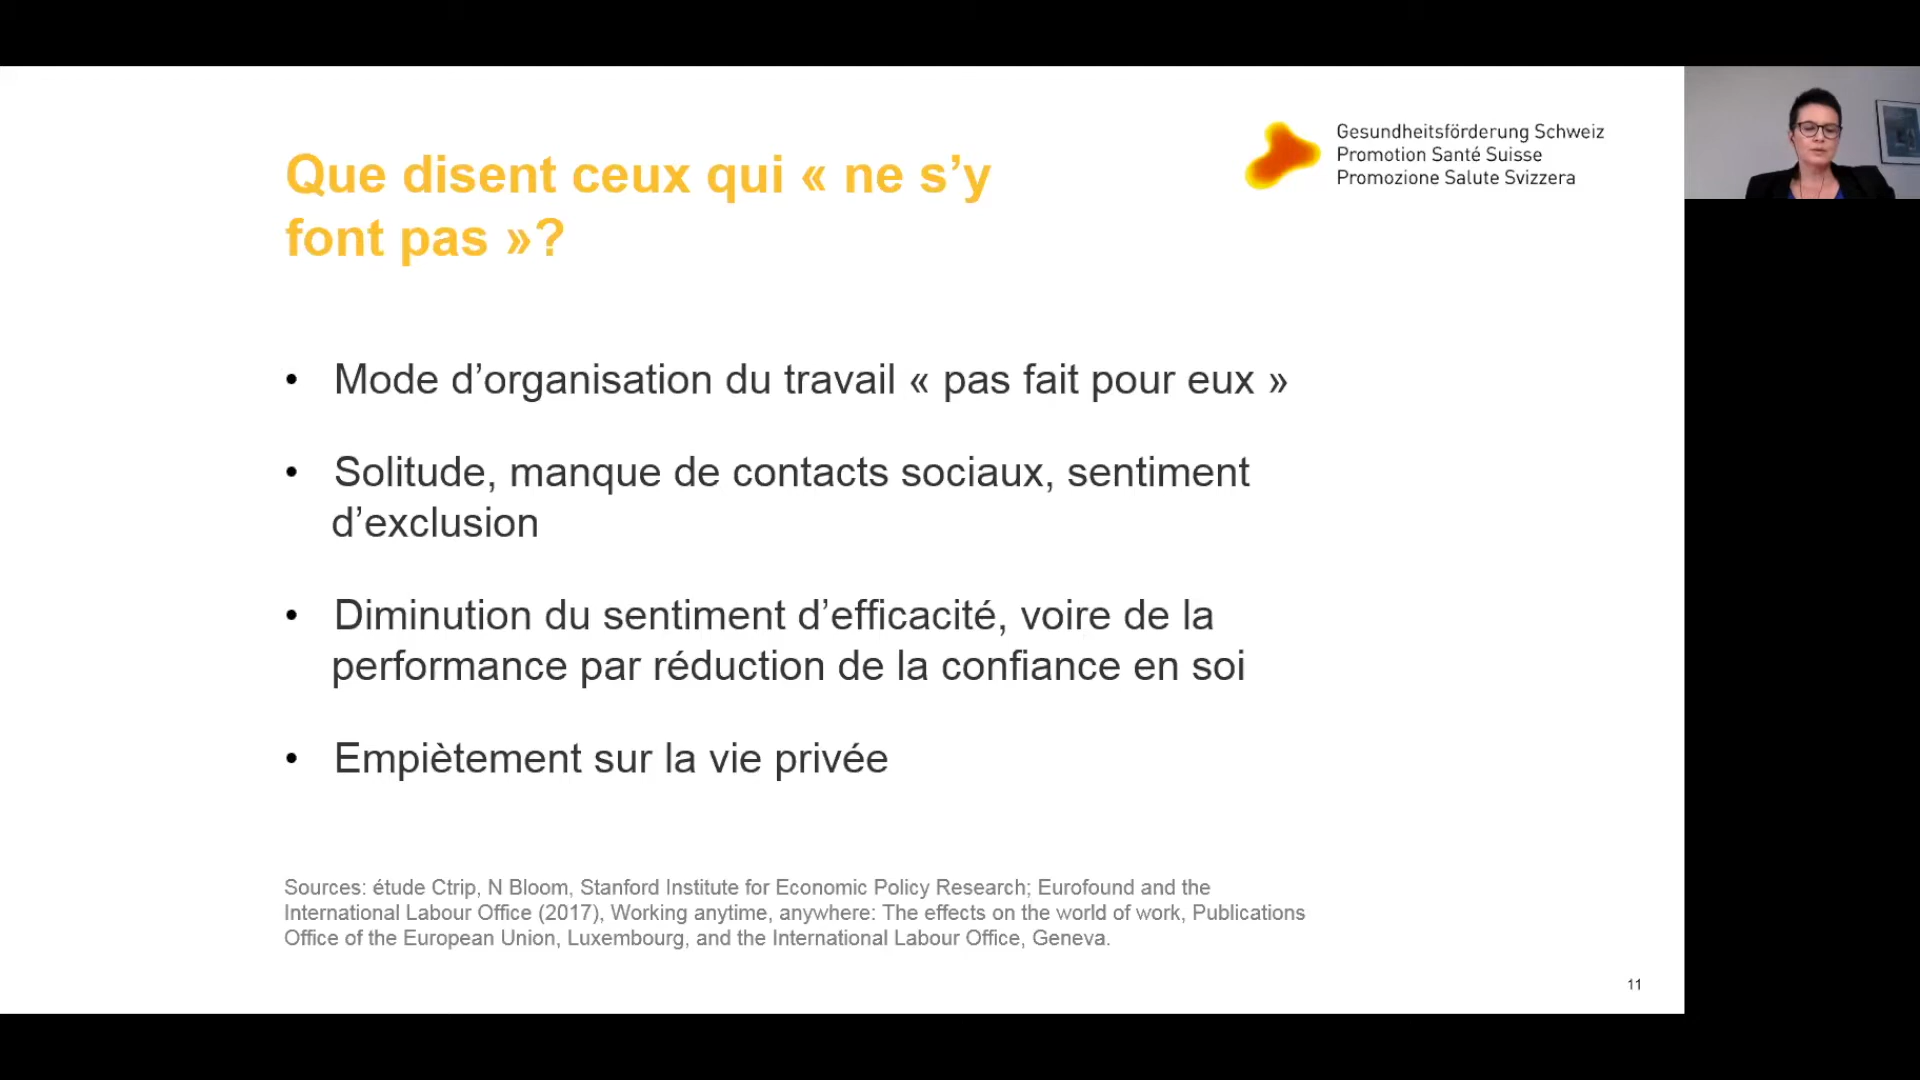 Que disent ceux qui « ne s’y
font pas »?
Gesundheitsförderung Schweiz
Promotion Santé Suisse
Promozione Salute Svizzera
• Mode d’organisation du travail « pas fait pour eux »
• Solitude, manque de contacts sociaux, sentiment
d’exclusion
• Diminution du sentiment d’efficacité, voire de la
performance par réduction de la confiance en soi
• Empiètement sur la vie privée
Sources: étude Ctrip, N Bloom, Stanford Institute for Economic Policy Research; Eurofound and the
International Labour Office (2017), Working anytime, anywhere: The effects on the world of work, Publications
Office of the European Union, Luxembourg, and the International Labour Office, Geneva.
11